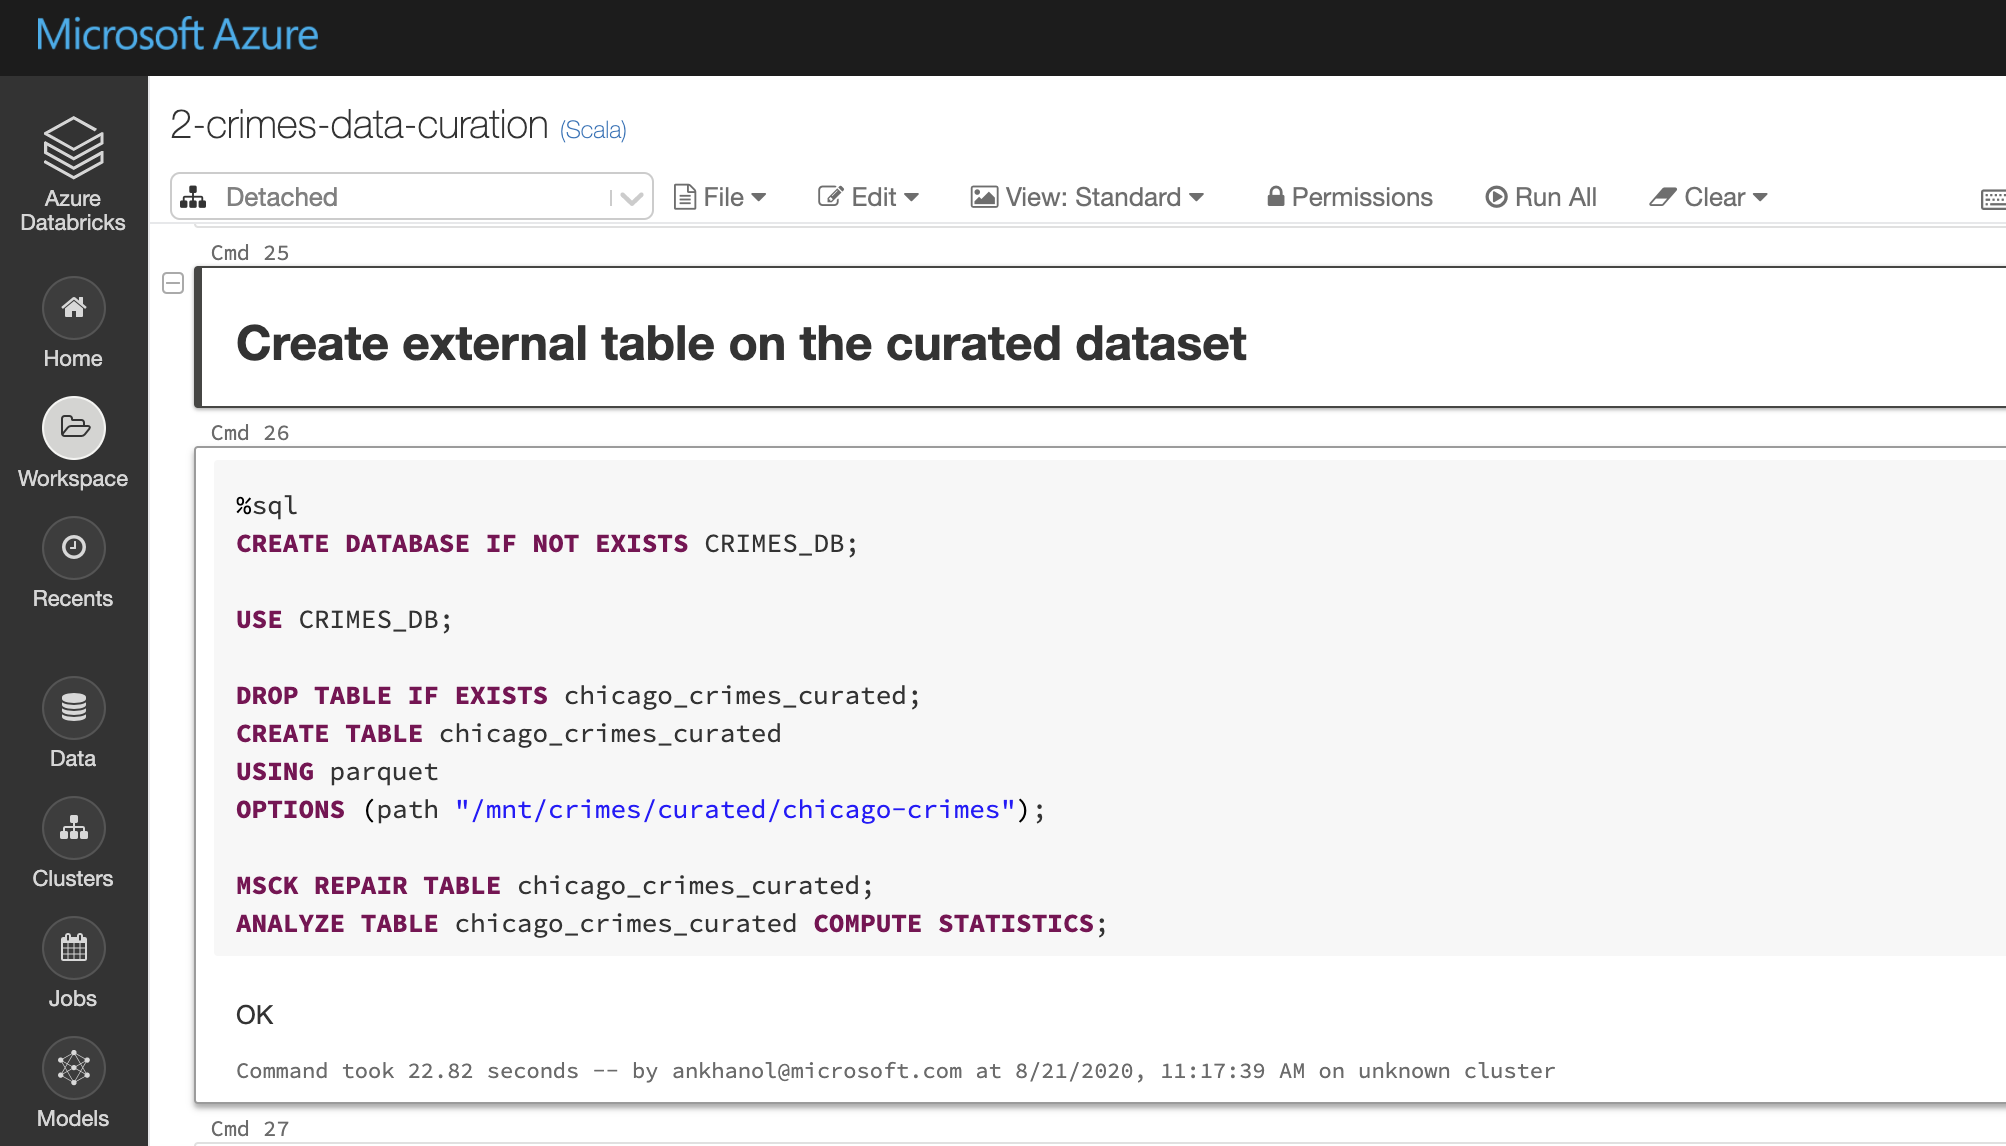 Microsoft Azure
Azure
Databricks
Home
Workspace
Recents
Data
Clusters
Jobs
Models
2-crimes-data-curation (Scala)
Detached File Edit View: Standard Permissions Run All Clear
Cmd 25
Create external table on the curated dataset
Cmd 26
%sql
CREATE DATABASE IF NOT EXISTS CRIMES_DB;
USE CRIMES_DB;
DROP TABLE IF EXISTS chicago_crimes_curated;
CREATE TABLE chicago_crimes_curated
USING parquet
OPTIONS (path "/mnt/crimes/curated/chicago-crimes");
MSCK REPAIR TABLE chicago_crimes_curated;
ANALYZE TABLE chicago_crimes_curated COMPUTE STATISTICS;
OK
Command took 22.82 seconds -- by ankhanol@microsoft.com at 8/21/2020, 11:17:39 AM on unknown cluster
Cmd 27